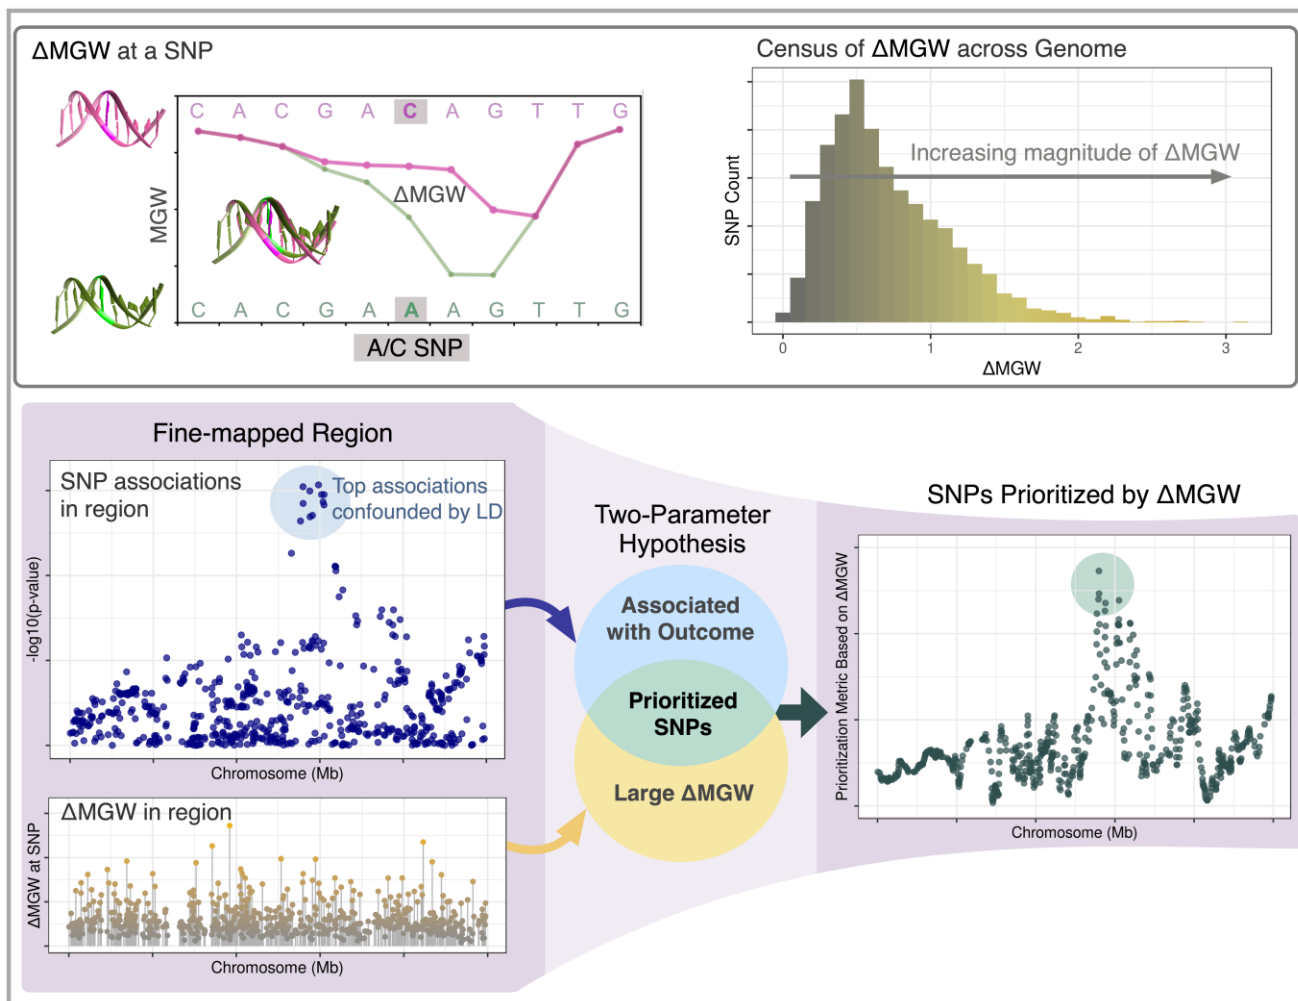 ΔMGW at a SNP
C A C G A C A G T T G
MGW
ΔMGW
C A C G A A A G T T G
A/C SNP
Census of ΔMGW across Genome
SNP Count
Increasing magnitude of ΔMGW
0 1 2 3
ΔMGW
Fine-mapped Region
SNP associations
in region
Top associations
confounded by LD
-log10(p-value)
Chromosome (Mb)
ΔMGW in region
ΔMGW at SNP
Chromosome (Mb)
Two-Parameter
Hypothesis
Associated
with Outcome
Prioritized
SNPs
Large ΔMGW
SNPs Prioritized by ΔMGW
Prioritization Metric Based on ΔMGW
Chromosome (Mb)